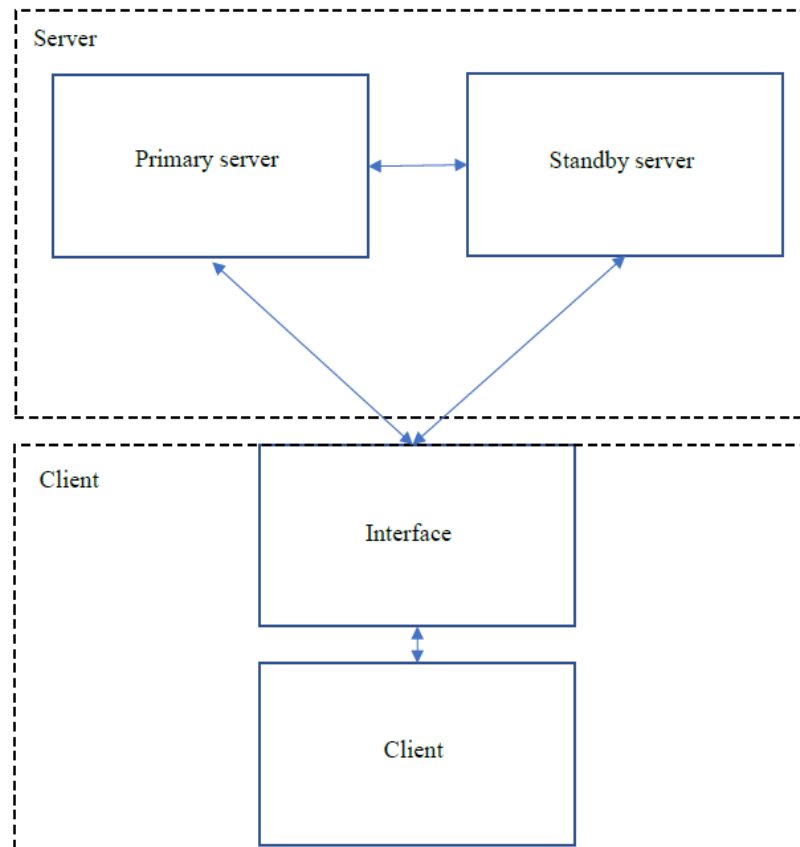 Server
Primary server
Standby server
Client
Interface
Client